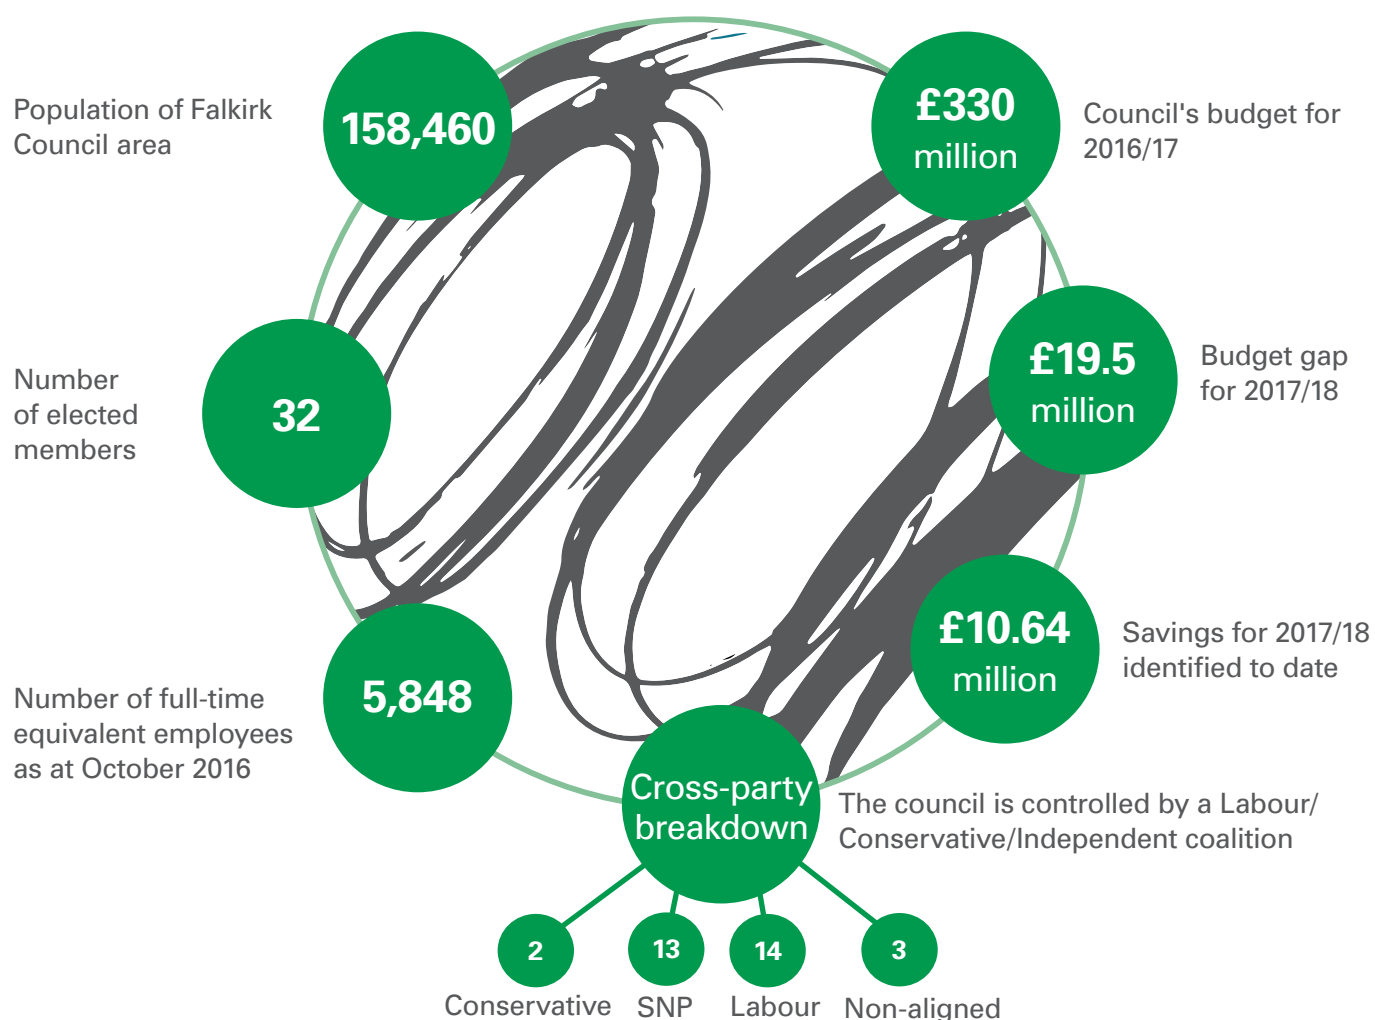 Population of Falkirk
Council area
158,460
£330
million
Council's budget for
2016/17
Number
of elected
members
32
£19.5
million
Budget gap
for 2017/18
Number of full-time
equivalent employees
as at October 2016
5,848
£10.64
million
Savings for 2017/18
identified to date
Cross-party
breakdown
The council is controlled by a Labour/
Conservative/Independent coalition
2
13
14
3
Conservative
SNP
Labour
Non-aligned